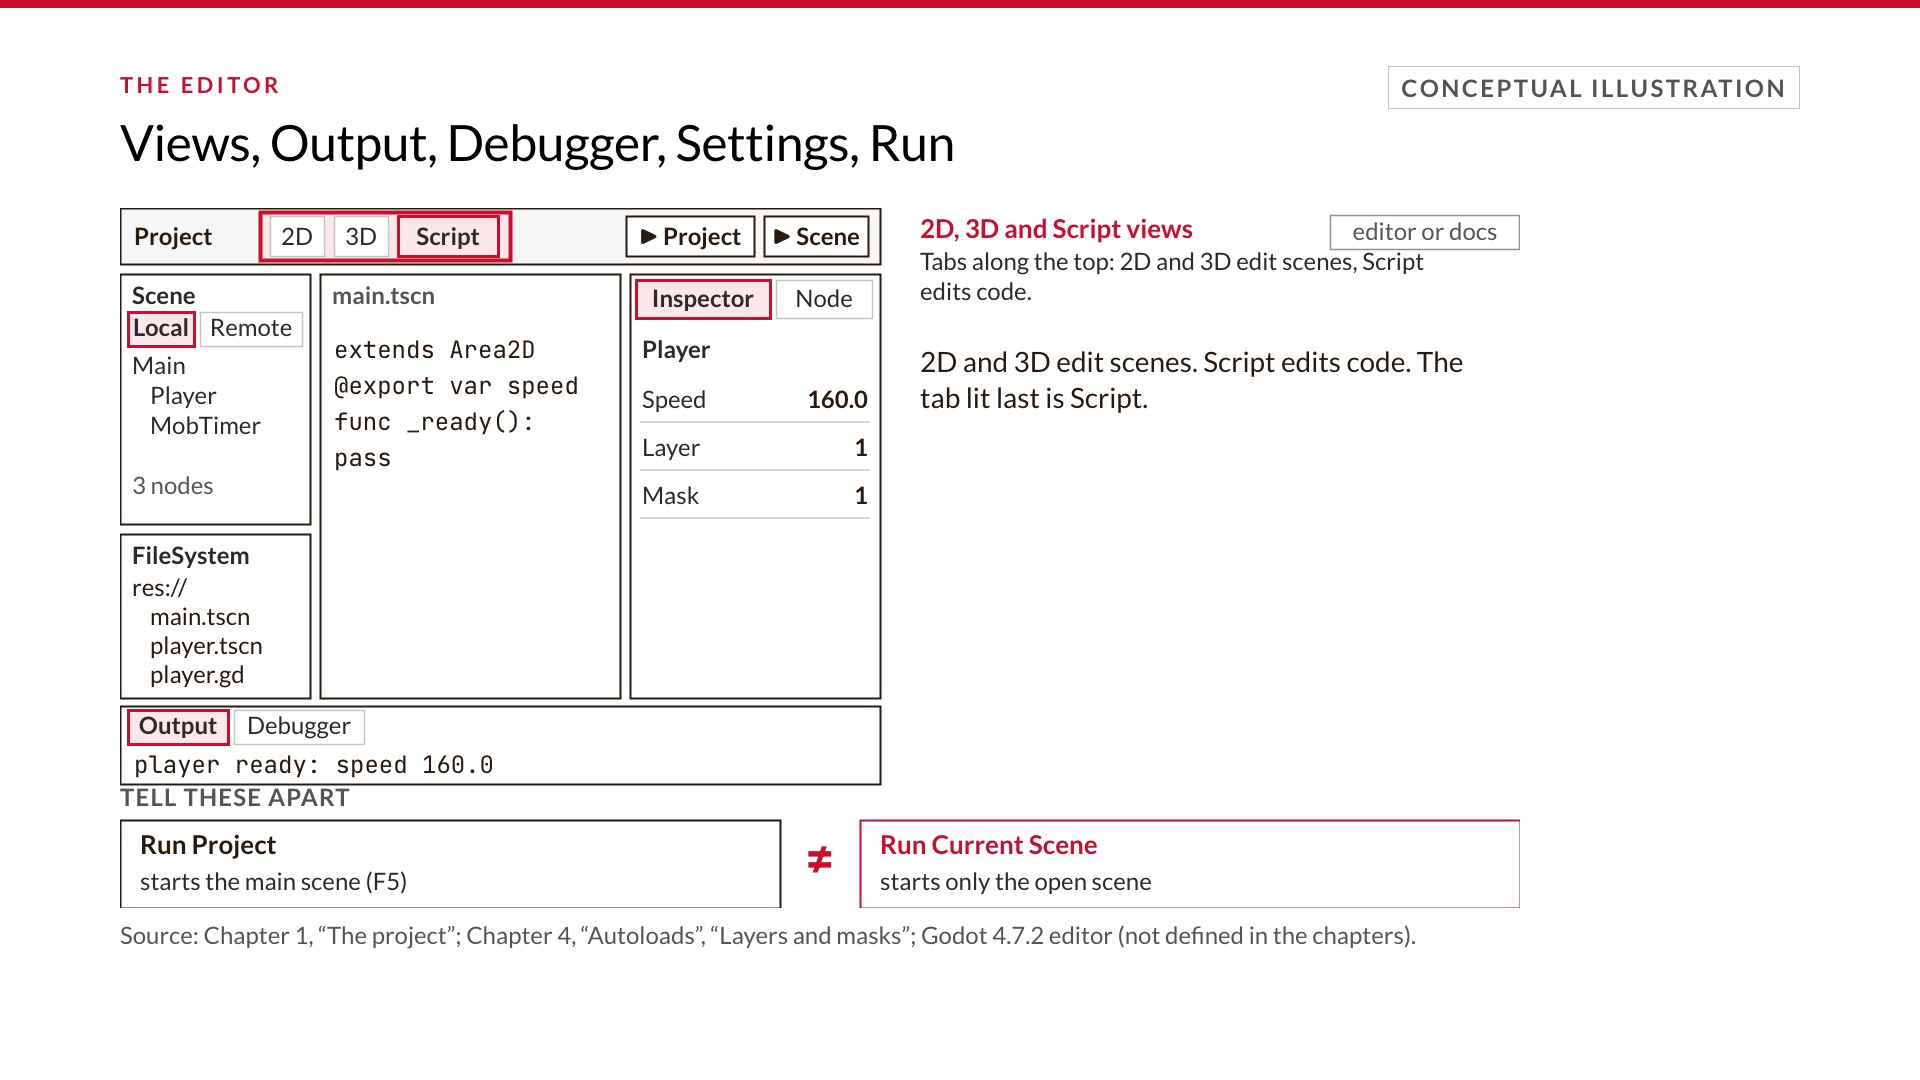 THE EDITOR
CONCEPTUAL ILLUSTRATION
Views, Output, Debugger, Settings, Run
Project
2D
3D
Script
▶ Project
▶ Scene
Scene
Local
Remote
Main
Player
MobTimer
3 nodes
FileSystem
res://
main.tscn
player.tscn
player.gd
main.tscn
extends Area2D
@export var speed
func _ready():
pass
Inspector
Node
Player
Speed 160.0
Layer 1
Mask 1
Output
Debugger
player ready: speed 160.0
2D, 3D and Script views
editor or docs
Tabs along the top: 2D and 3D edit scenes, Script
edits code.
2D and 3D edit scenes. Script edits code. The
tab lit last is Script.
TELL THESE APART
Run Project
starts the main scene (F5)
≠
Run Current Scene
starts only the open scene
Source: Chapter 1, “The project”; Chapter 4, “Autoloads”, “Layers and masks”; Godot 4.7.2 editor (not defined in the chapters).